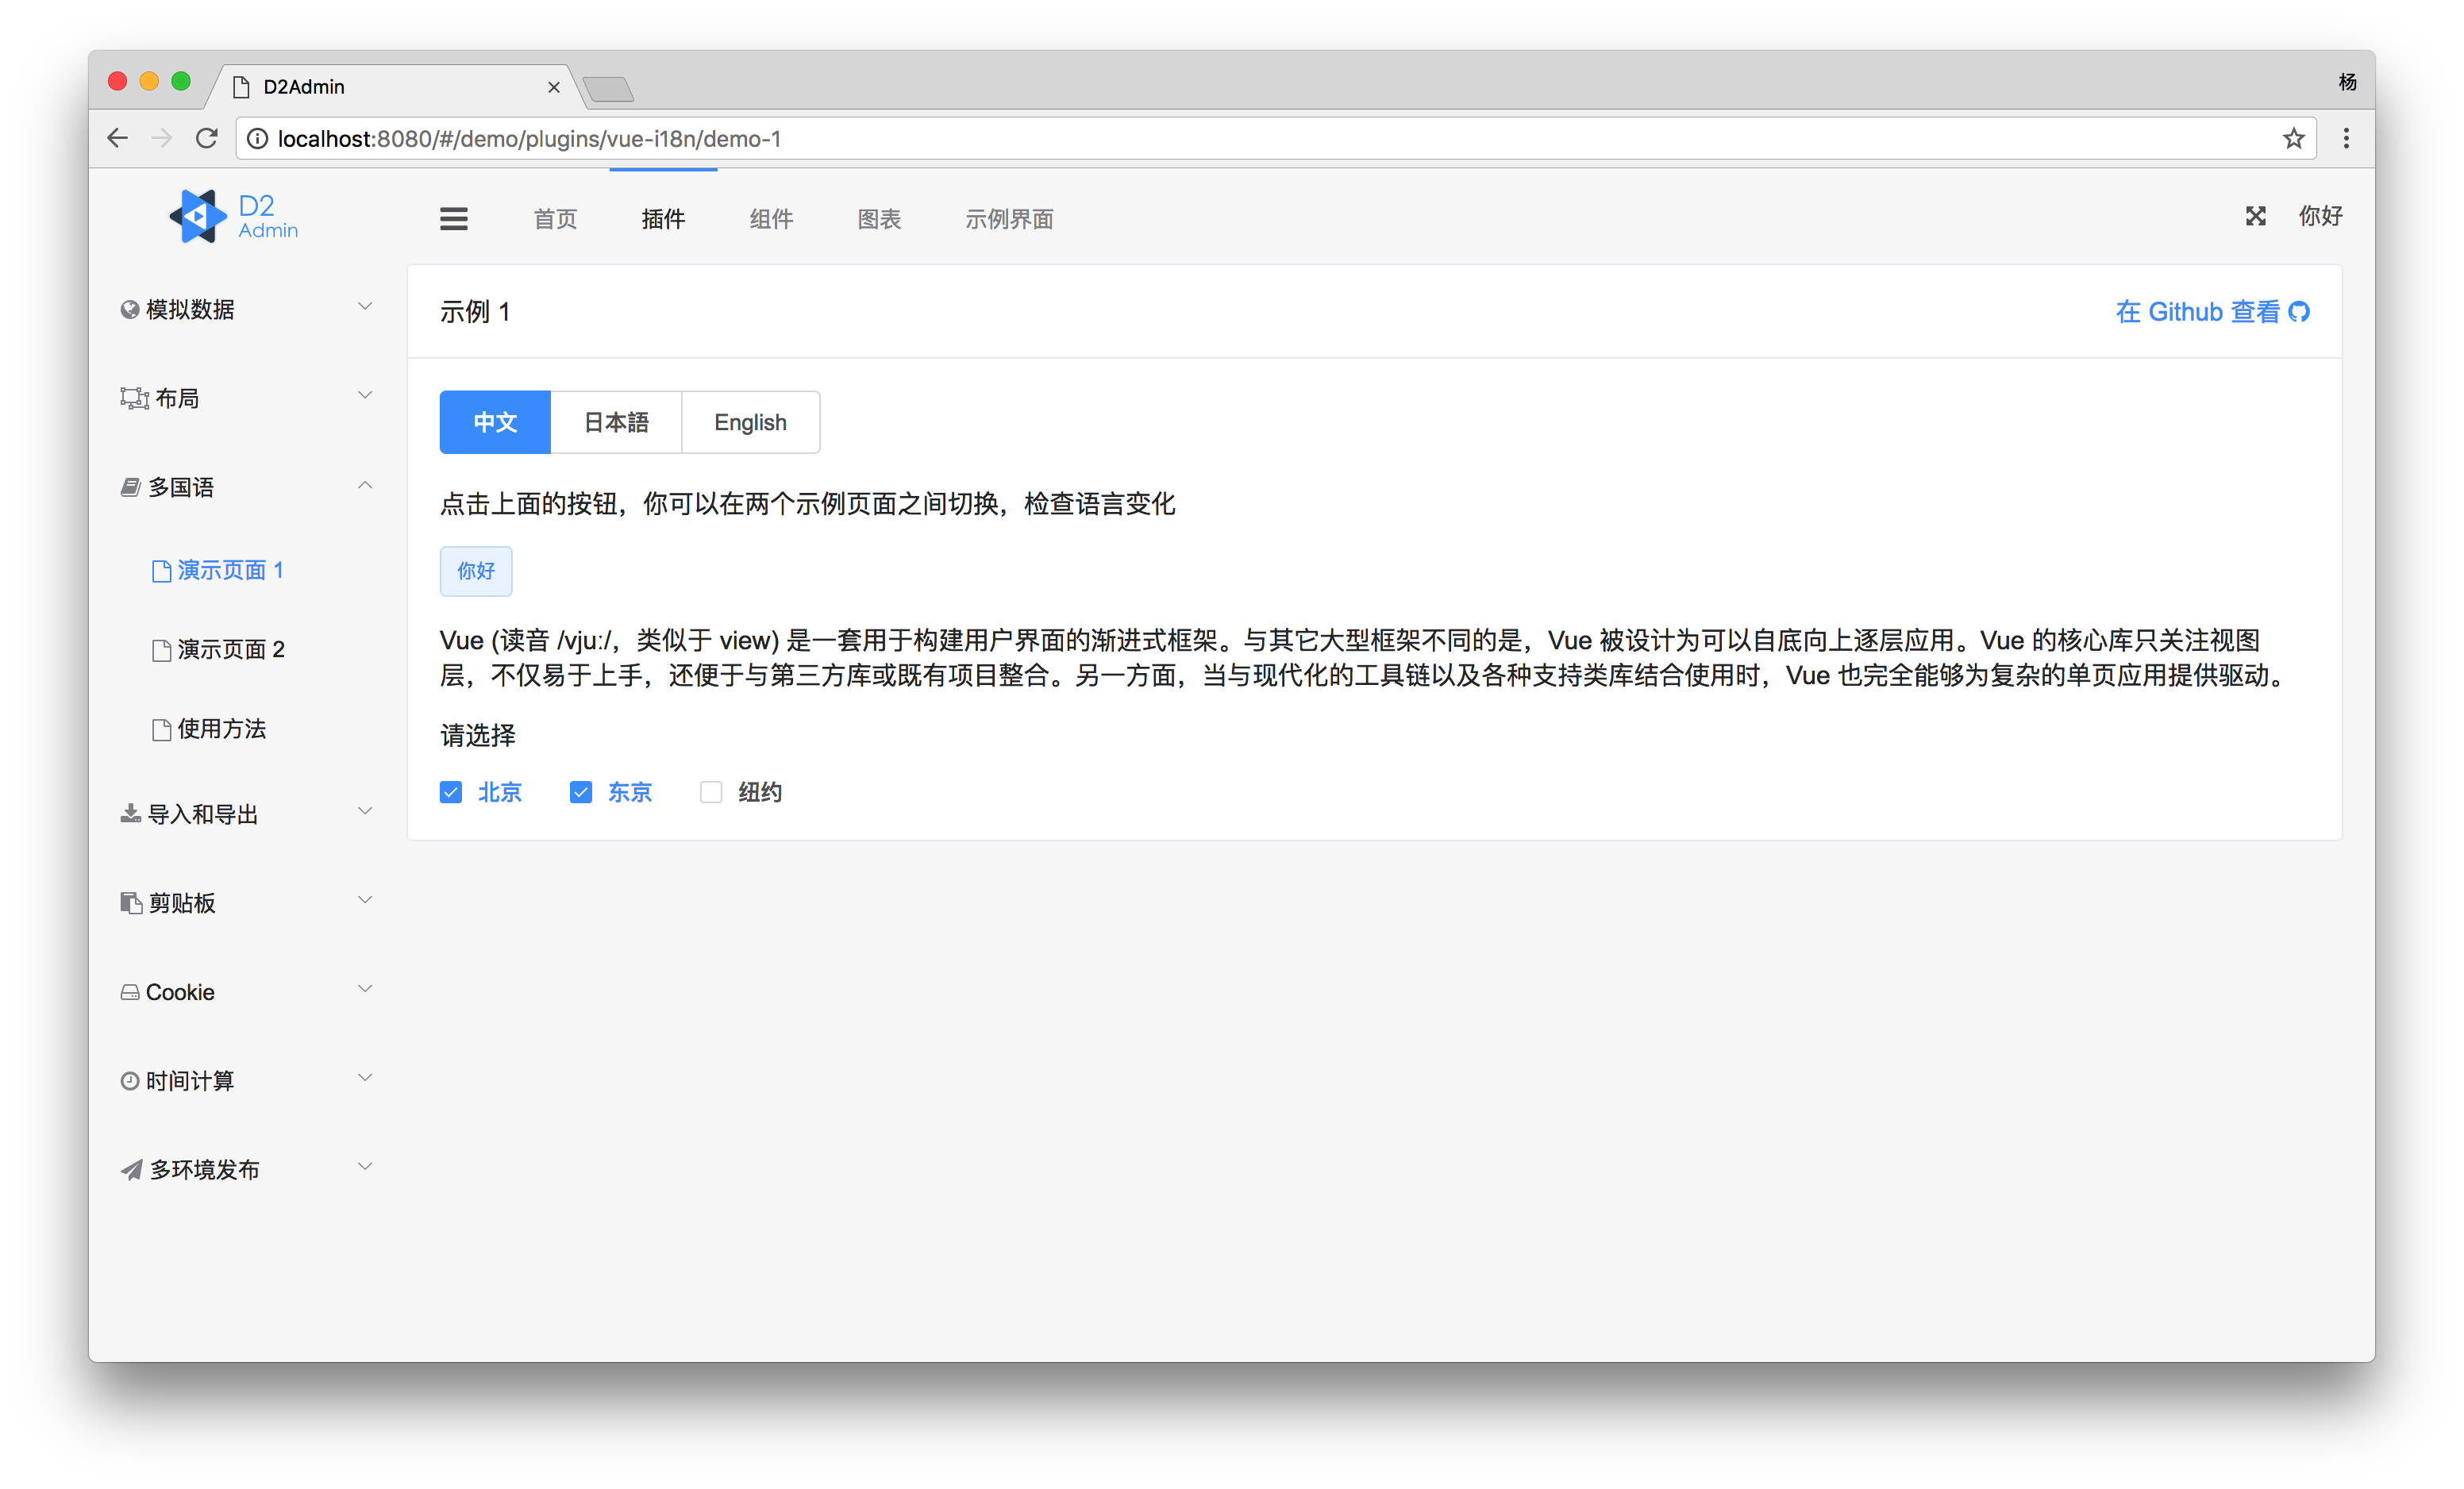 D2Admin
杨
localhost:8080/#/demo/plugins/vue-i18n/demo-1
D2
Admin
首页 插件 组件 图表 示例界面 你好
模拟数据
布局
多国语
演示页面 1
演示页面 2
使用方法
导入和导出
剪贴板
Cookie
时间计算
多环境发布
示例 1 在 Github 查看
中文 日本語 English
点击上面的按钮，你可以在两个示例页面之间切换，检查语言变化
你好
Vue (读音 /vjuː/，类似于 view) 是一套用于构建用户界面的渐进式框架。与其它大型框架不同的是，Vue 被设计为可以自底向上逐层应用。Vue 的核心库只关注视图
层，不仅易于上手，还便于与第三方库或既有项目整合。另一方面，当与现代化的工具链以及各种支持类库结合使用时，Vue 也完全能够为复杂的单页应用提供驱动。
请选择
北京 东京 纽约